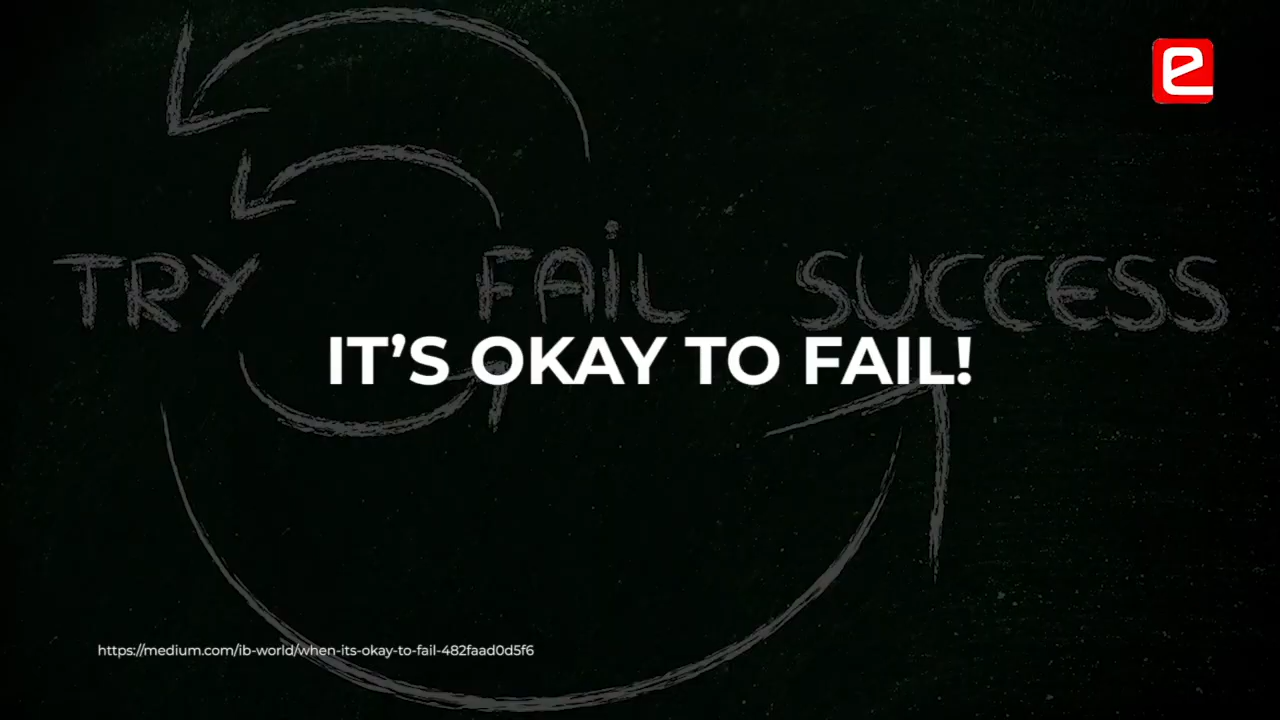 TRY FAiL SUCCESS
IT’S OKAY TO FAIL!
https://medium.com/ib-world/when-its-okay-to-fail-482faad0d5f6
e